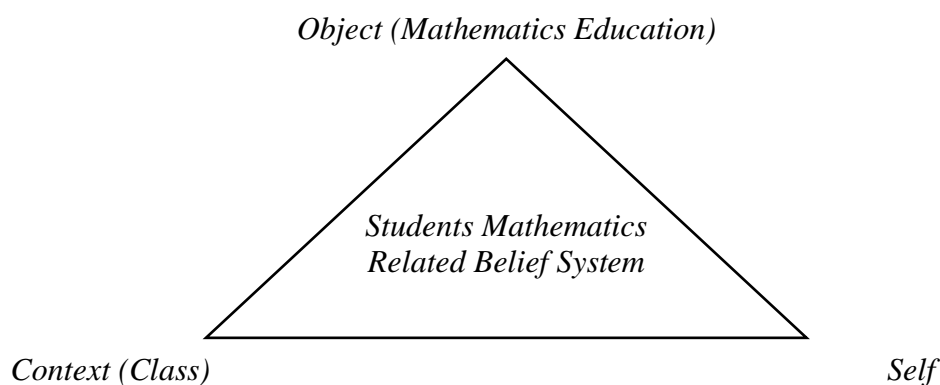 Object (Mathematics Education)
Students Mathematics
Related Belief System
Context (Class)
Self